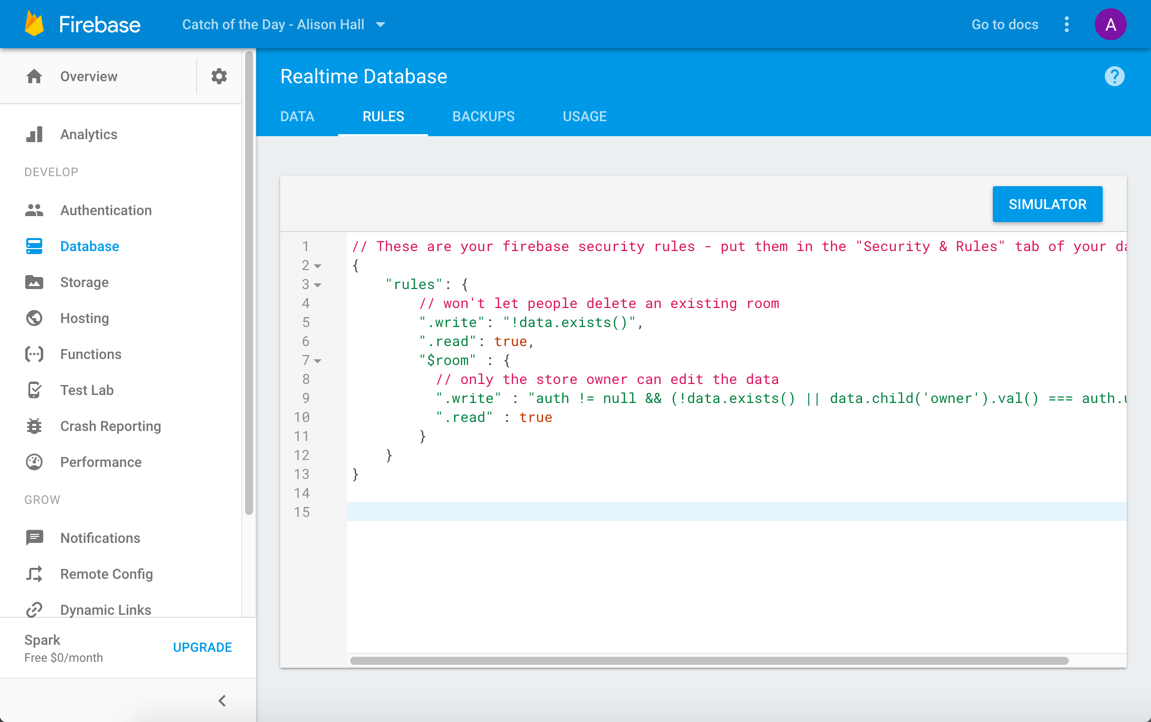 Firebase
Catch of the Day - Alison Hall
Go to docs
A
Overview
Analytics
DEVELOP
Authentication
Database
Storage
Hosting
Functions
Test Lab
Crash Reporting
Performance
GROW
Notifications
Remote Config
Dynamic Links
Spark
Free $0/month
UPGRADE
Realtime Database
?
DATA RULES BACKUPS USAGE
SIMULATOR
1 // These are your firebase security rules - put them in the "Security & Rules" tab of your da
2 {
3 "rules": {
4 // won't let people delete an existing room
5 ".write": "!data.exists()",
6 ".read": true,
7 "$room" : {
8 // only the store owner can edit the data
9 ".write" : "auth != null && (!data.exists() || data.child('owner').val() === auth.u
10 ".read" : true
11 }
12 }
13 }
14
15